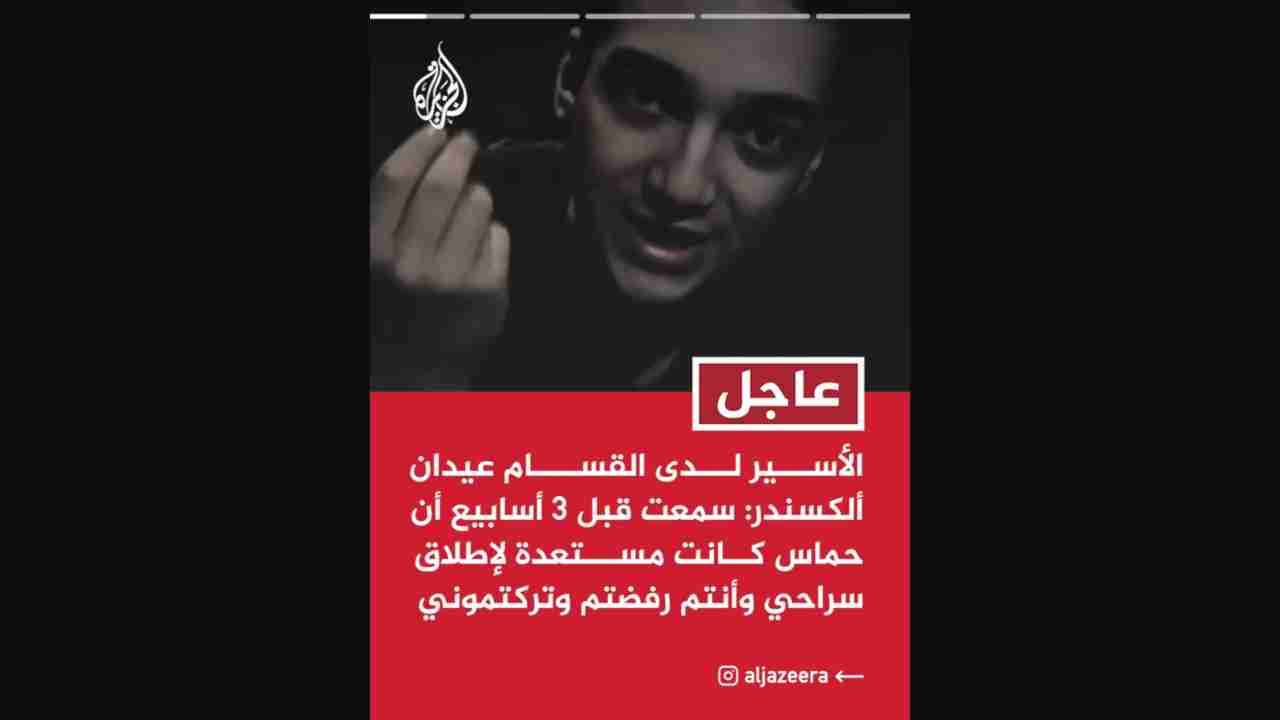 الجزيرة
عاجل
الأسير لدى القسام عيدان
ألكسندر: سمعت قبل 3 أسابيع أن
حماس كانت مستعدة لإطلاق
سراحي وأنتم رفضتم وتركتموني
aljazeera